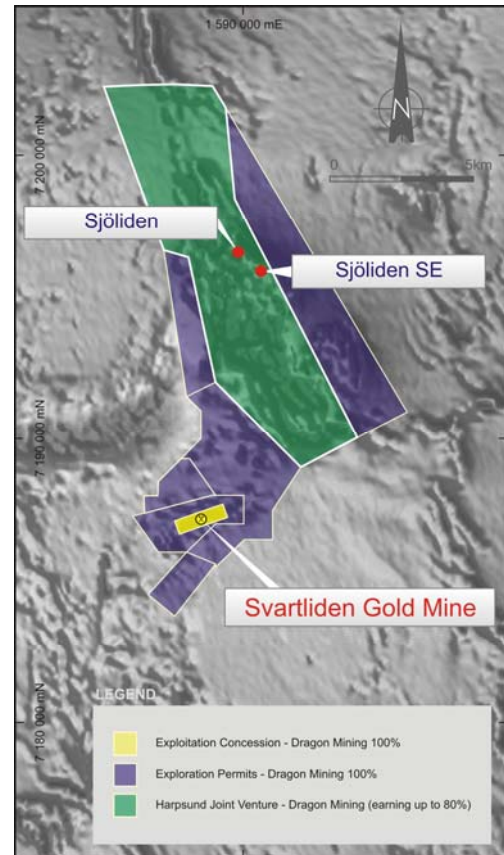 1 590 000 mE
N
7 200 000 mN
0 5km
Sjöliden
Sjöliden SE
7 190 000 mN
Svartliden Gold Mine
LEGEND
7 180 000 mN
Exploitation Concession - Dragon Mining 100%
Exploration Permits - Dragon Mining 100%
Harpsund Joint Venture - Dragon Mining (earning up to 80%)